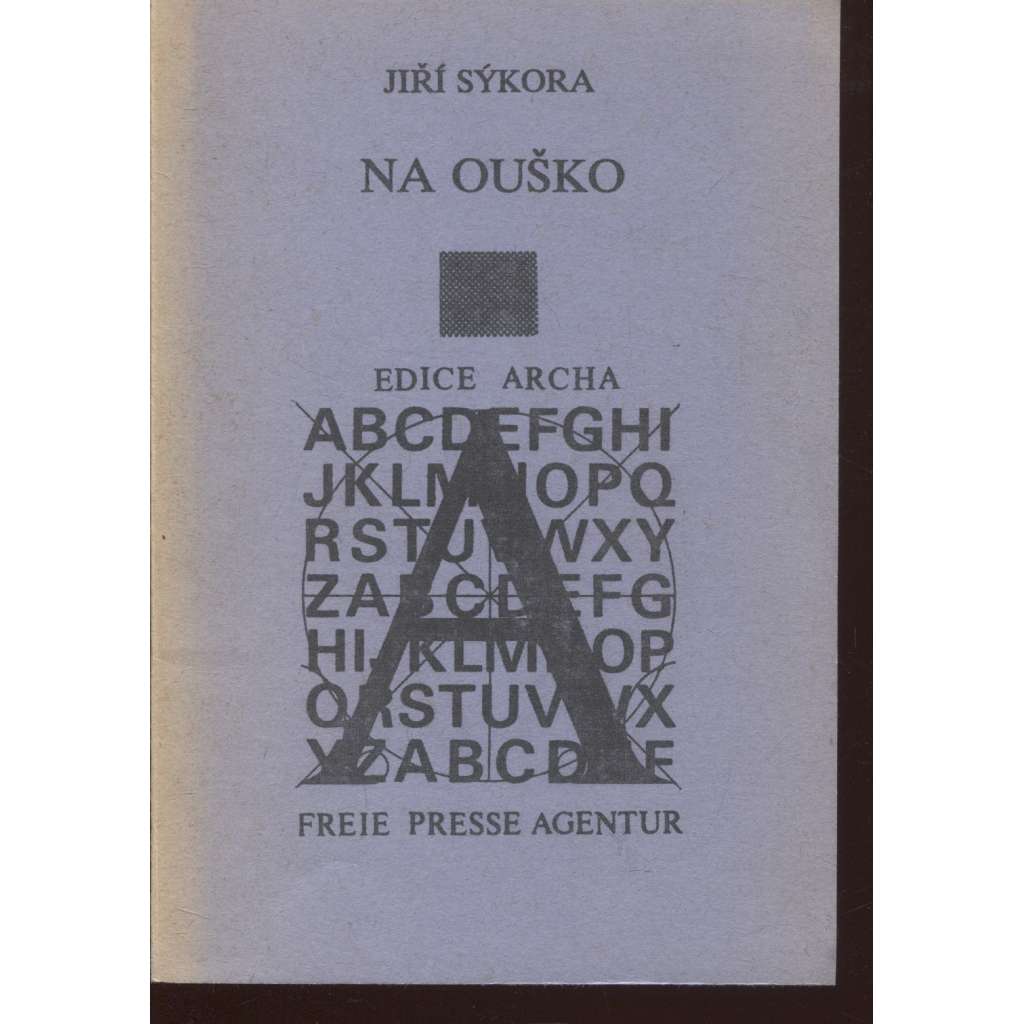 JIŘÍ SÝKORA
NA OUŠKO
EDICE ARCHA
ABCDEFGHI
JKLMNOPQ
RSTUVWXY
ZABCDEFG
HIJKLMNOP
QRSTUVWX
YZABCDEF
A
FREIE PRESSE AGENTUR